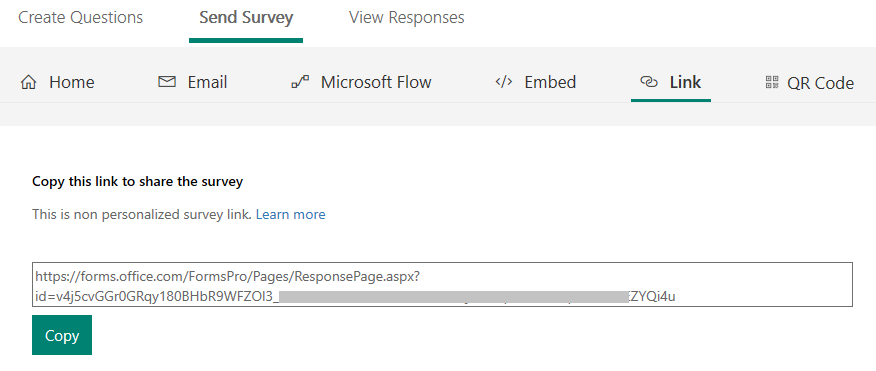 Create Questions Send Survey View Responses
Home Email Microsoft Flow Embed Link QR Code
Copy this link to share the survey
This is non personalized survey link. Learn more
https://forms.office.com/FormsPro/Pages/ResponsePage.aspx?
id=v4j5cvGGr0GRqy180BHbR9WFZOI3_ ZYQi4u
Copy